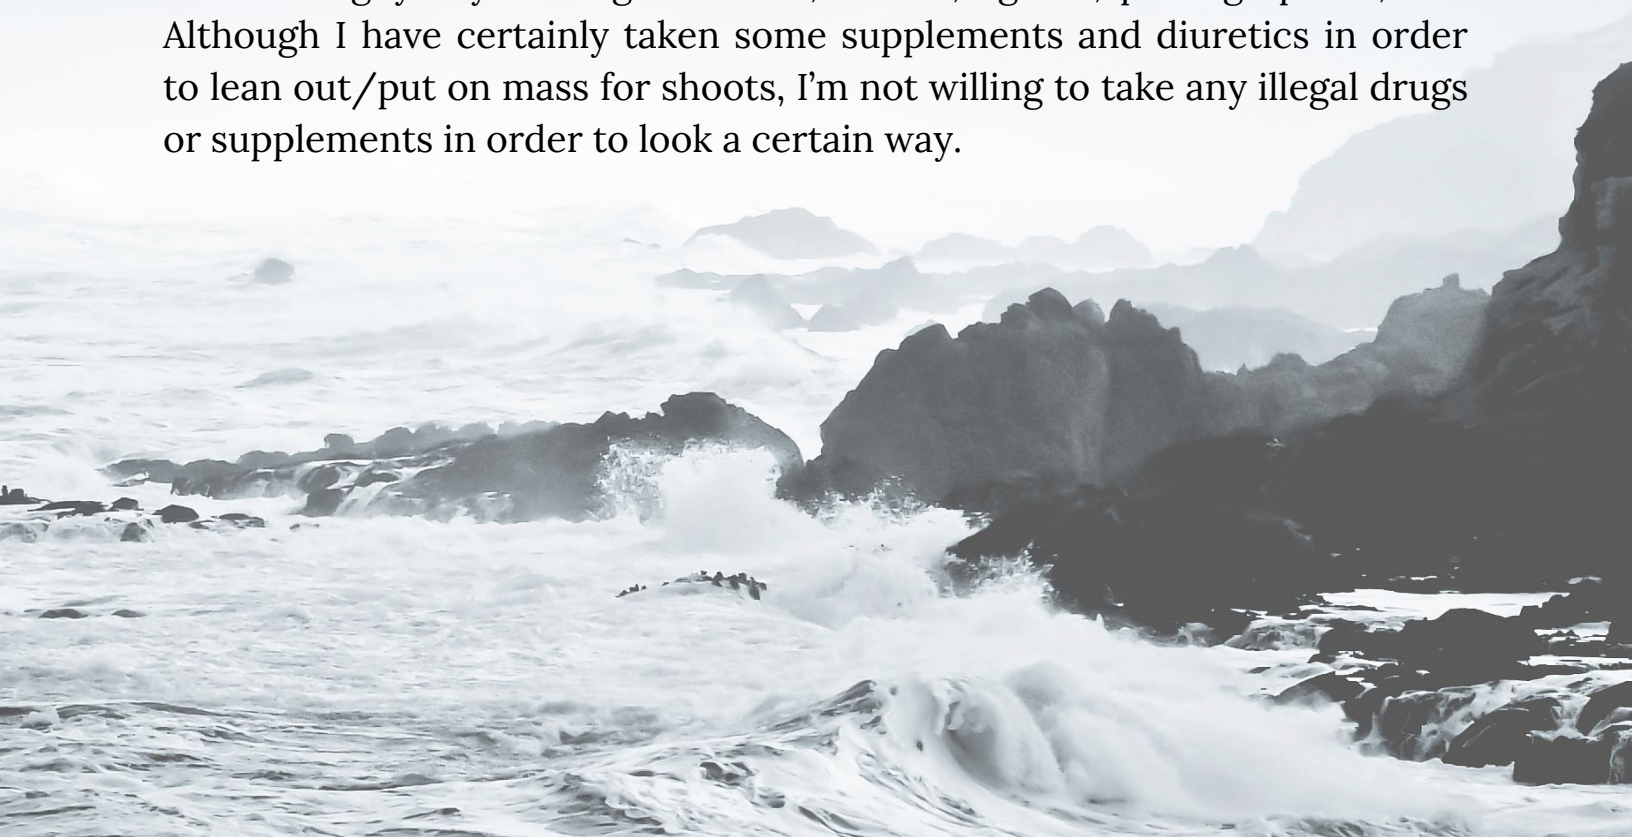 Although I have certainly taken some supplements and diuretics in order
to lean out/put on mass for shoots, I'm not willing to take any illegal drugs
or supplements in order to look a certain way.